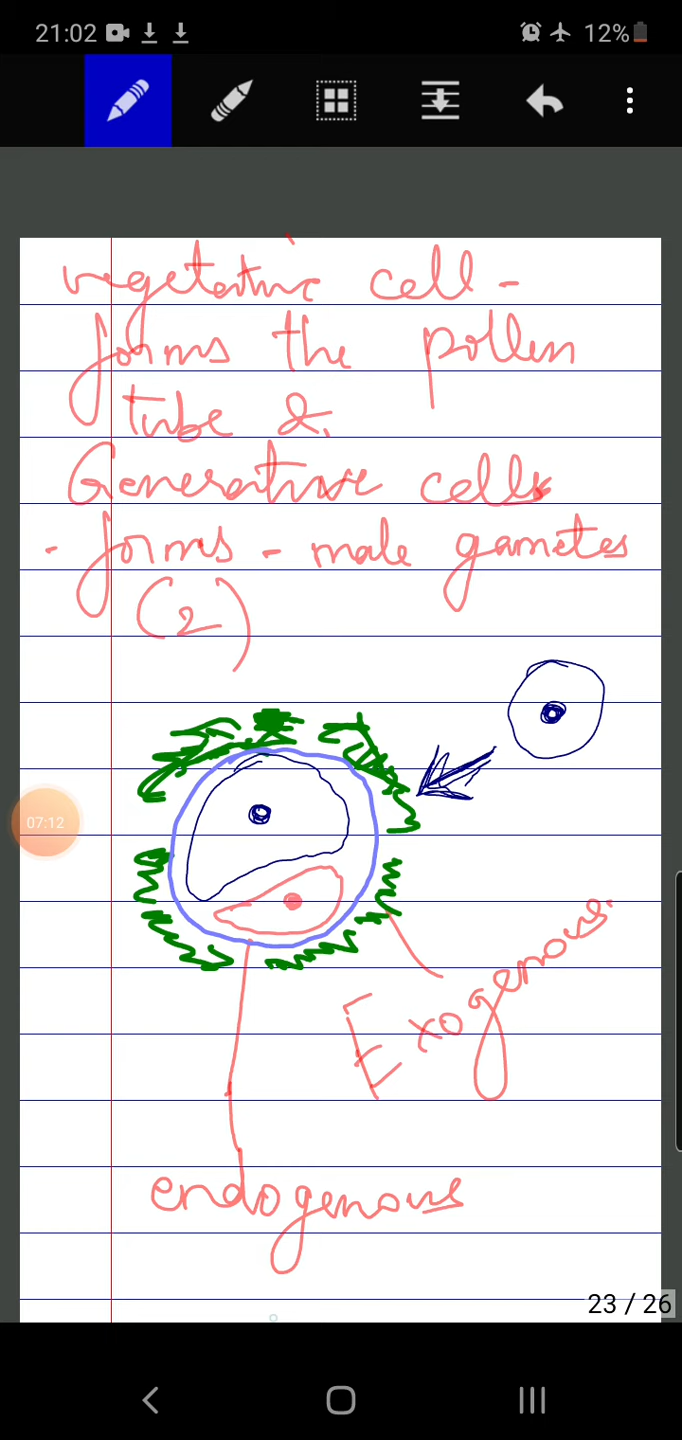 21:02
12%
vegetative cell -
forms the pollen
tube &
Generative cell
- forms - male gametes
(2)
07:12
Exogenous.
endogenous
23 / 26